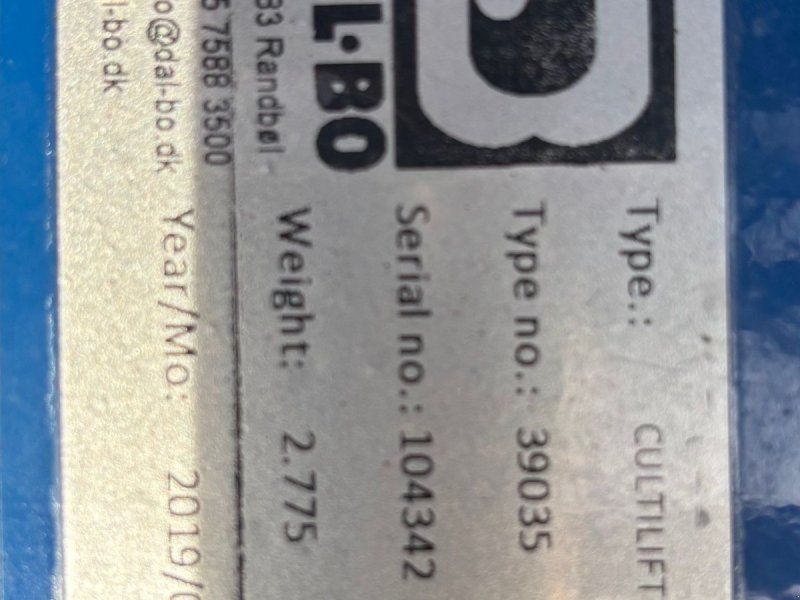 Type.: CULTILIFT
Type no.: 39035
Serial no.: 104342
L·BO
Weight: 2.775
83 Randbøl -
5 7588 3500
Year/Mo: 2019/0
o@dal-bo.dk
l-bo.dk